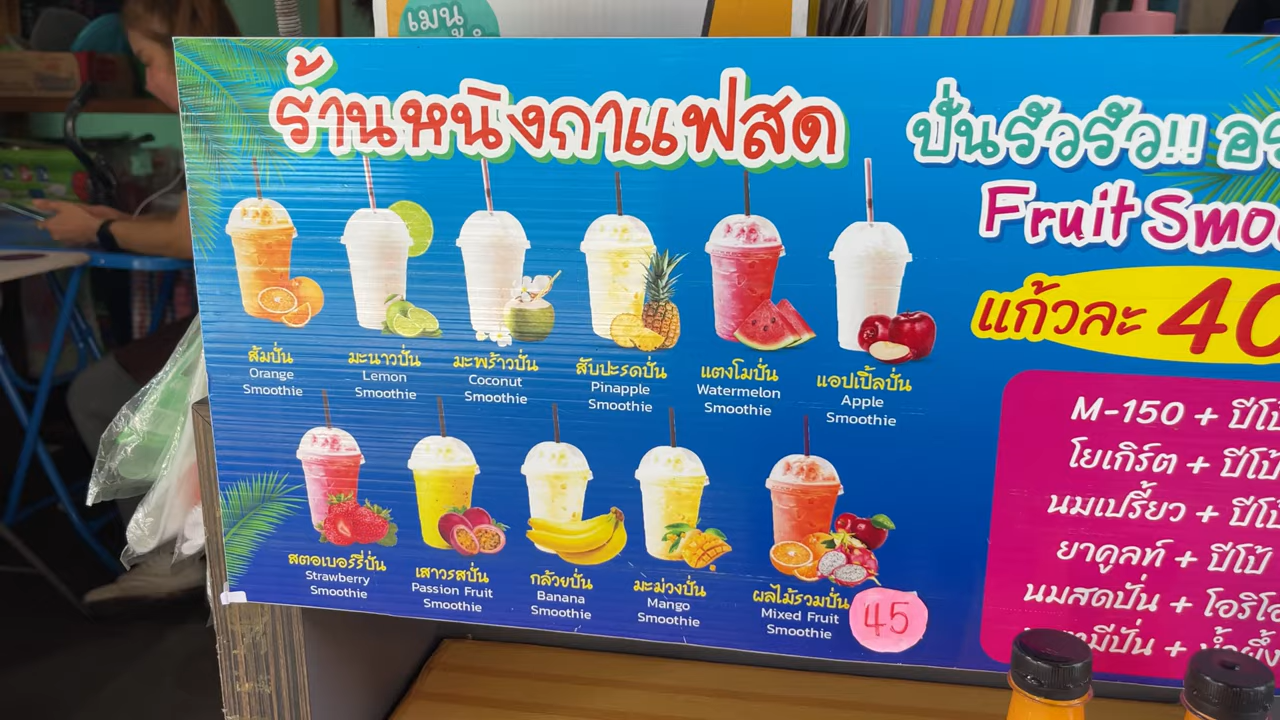 เมนู
ร้านหนิงกาแฟสด
ปั่นรัวรัว!!
Fruit
แก้วละ 40
ส้มปั่น
Orange
Smoothie
มะนาวปั่น
Lemon
Smoothie
มะพร้าวปั่น
Coconut
Smoothie
สับปะรดปั่น
Pinapple
Smoothie
แตงโมปั่น
Watermelon
Smoothie
แอปเปิ้ลปั่น
Apple
Smoothie
สตอเบอร์รี่ปั่น
Strawberry
Smoothie
เสาวรสปั่น
Passion Fruit
Smoothie
กล้วยปั่น
Banana
Smoothie
มะม่วงปั่น
Mango
Smoothie
ผลไม้รวมปั่น
Mixed Fruit
Smoothie
45
M-150 +
โยเกิร์ต +
นมเปรี้ยว +
ยาคูลท์ + ปีโป้
นมสดปั่น +